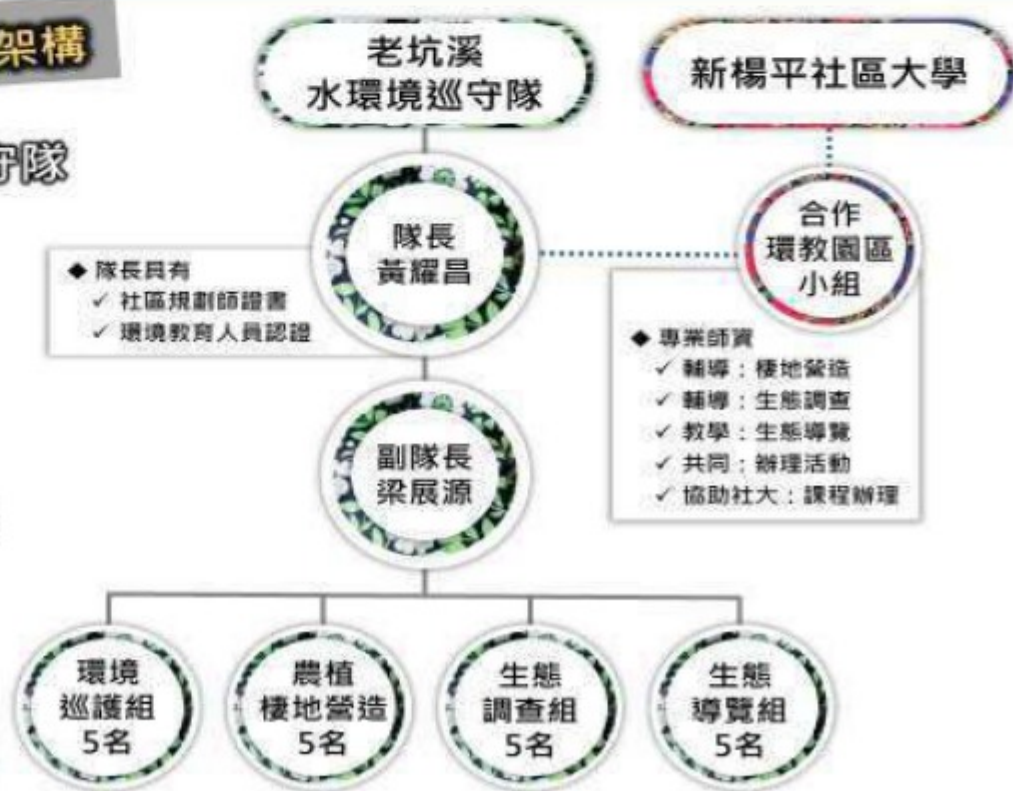 架構
守隊
老坑溪
水環境巡守隊
新楊平社區大學
隊長
黃耀昌
合作
環教園區
小組
◆ 隊長具有
✓ 社區規劃師證書
✓ 環境教育人員認證
◆ 專業師資
✓ 輔導：棲地營造
✓ 輔導：生態調查
✓ 教學：生態導覽
✓ 共同：辦理活動
✓ 協助社大：課程辦理
副隊長
梁展源
環境
巡護組
5名
農植
棲地營造
5名
生態
調查組
5名
生態
導覽組
5名